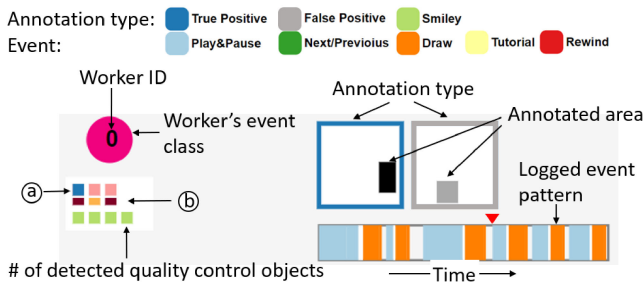 Annotation type: True Positive False Positive Smiley
Event: Play&Pause Next/Previoius Draw Tutorial Rewind
Worker ID
Annotation type
Annotated area
0
Worker's event
class
Logged event
pattern
a
b
# of detected quality control objects
Time